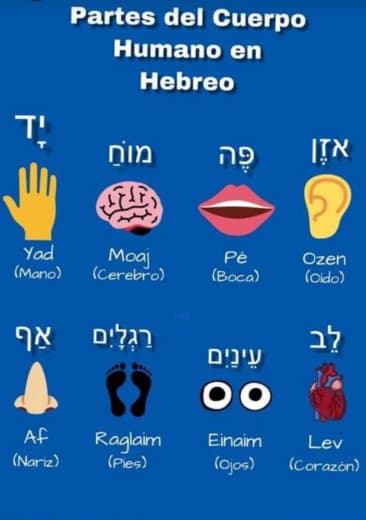 Partes del Cuerpo
Humano en
Hebreo
יָד
Yad
(Mano)
מוֹחַ
Moaj
(Cerebro)
פֶּה
Pé
(Boca)
אֹזֶן
Ozen
(Oido)
אַף
Af
(Nariz)
רַגְלָיִם
Raglaim
(Pies)
עֵינַיִם
Einaim
(Ojos)
לֵב
Lev
(Corazón)